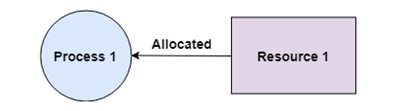 Process 1
Allocated
Resource 1